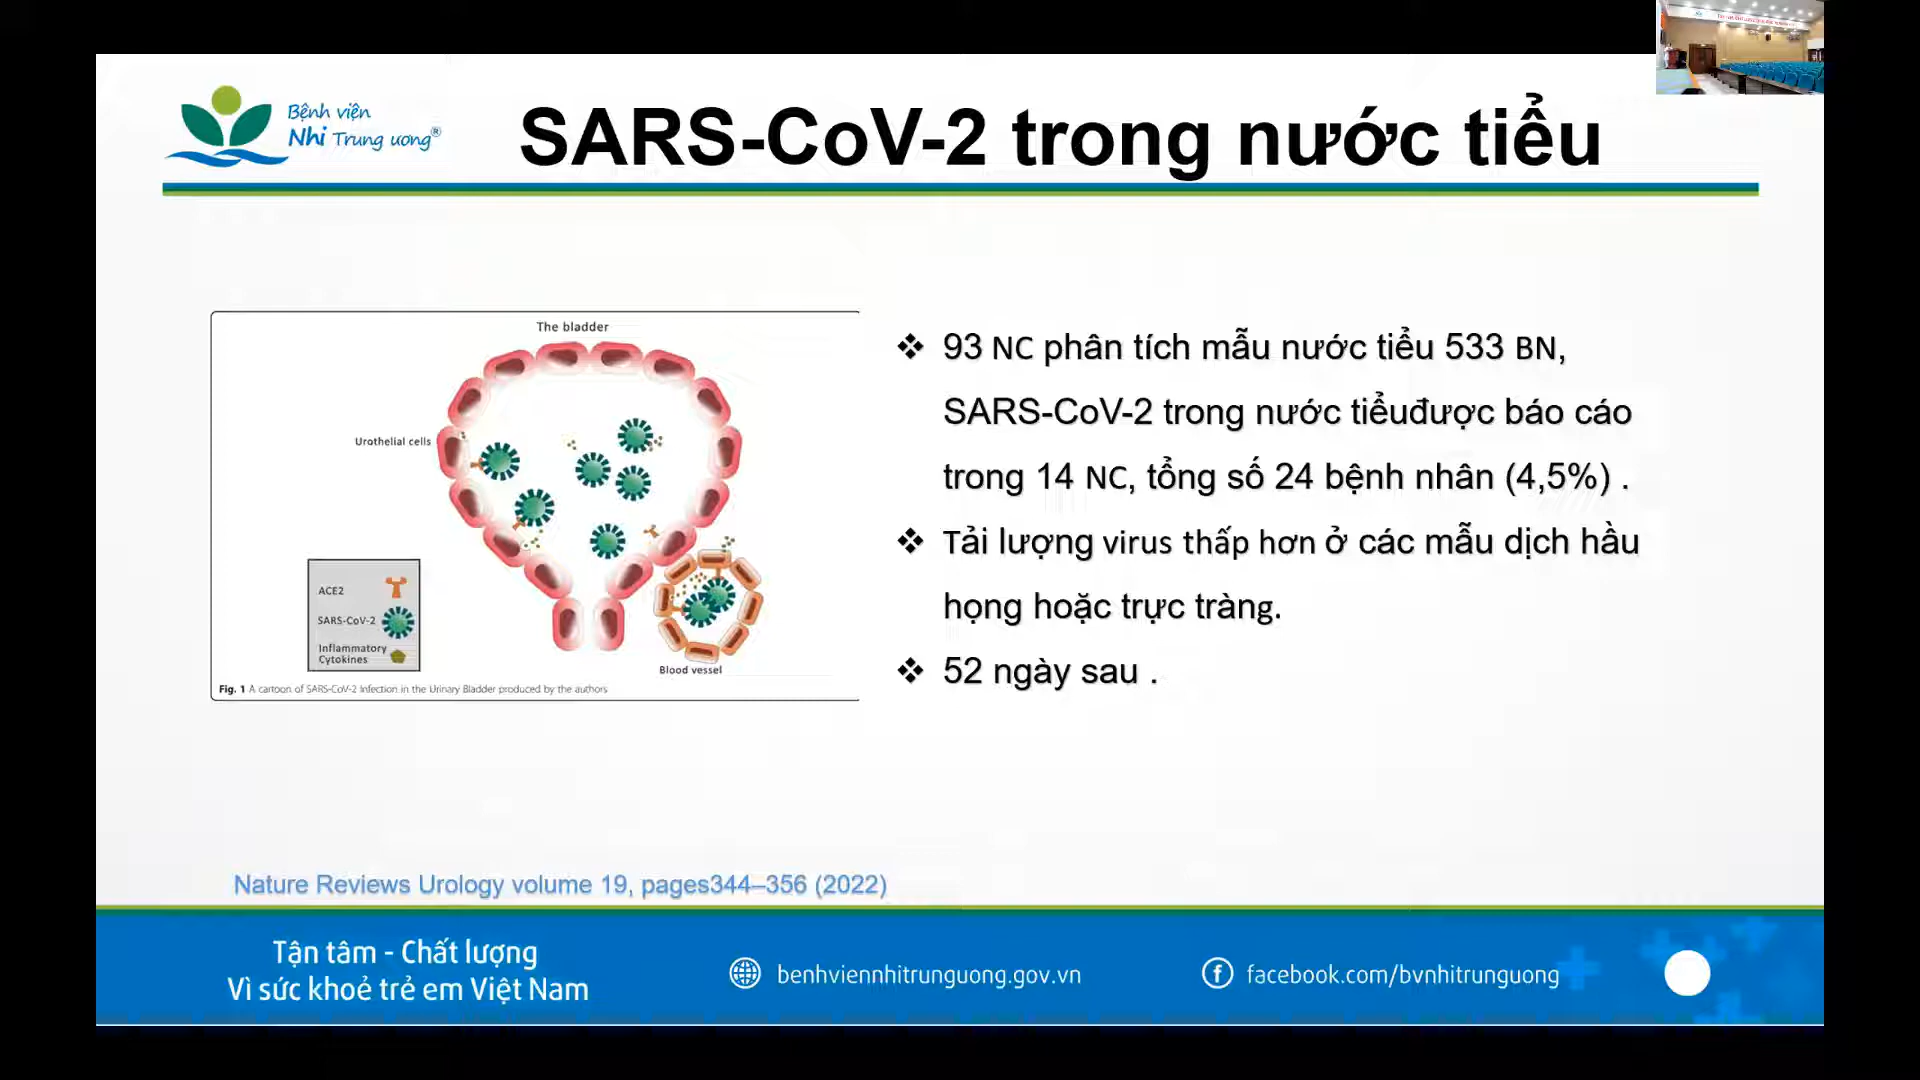 Bệnh viện
Nhi Trung ương®
SARS-CoV-2 trong nước tiểu
The bladder
Urothelial cells
ACE2
SARS-CoV-2
Inflammatory
Cytokines
Blood vessel
Fig. 1 A cartoon of SARS-CoV-2 Infection in the Urinary Bladder produced by the authors
❖ 93 NC phân tích mẫu nước tiểu 533 BN,
SARS-CoV-2 trong nước tiểuđược báo cáo
trong 14 NC, tổng số 24 bệnh nhân (4,5%) .
❖ Tải lượng virus thấp hơn ở các mẫu dịch hầu
họng hoặc trực tràng.
❖ 52 ngày sau .
Nature Reviews Urology volume 19, pages344–356 (2022)
Tận tâm - Chất lượng
Vì sức khoẻ trẻ em Việt Nam
benhviennhitrunguong.gov.vn
facebook.com/bvnhitrunguong